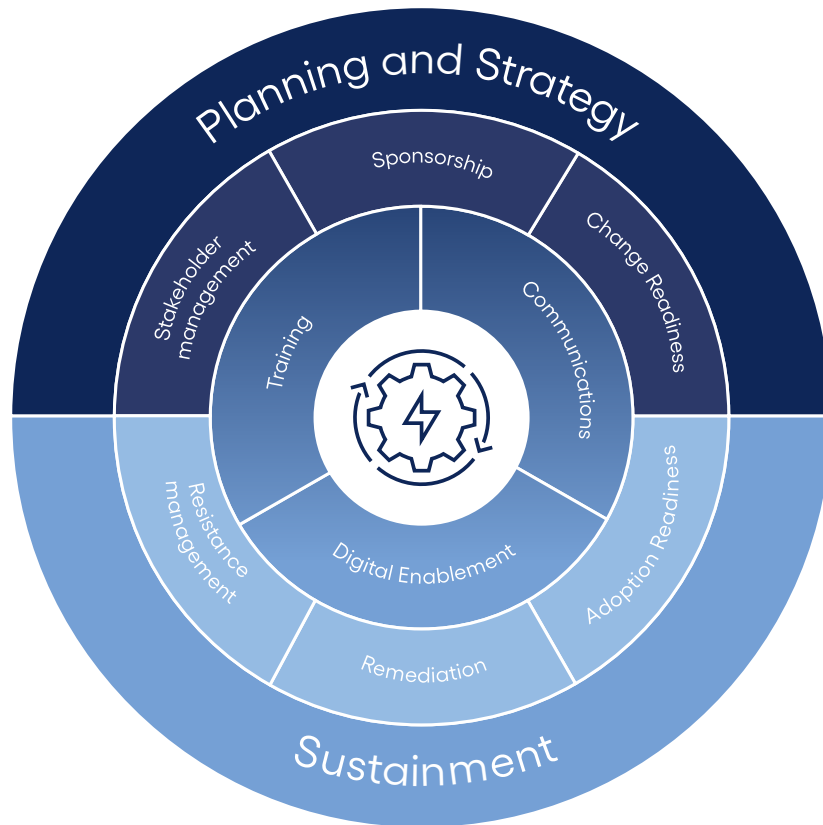 Planning and Strategy
Sponsorship
Stakeholder
management
Change Readiness
Training
Communications
Digital Enablement
Resistance
management
Adoption Readiness
Remediation
Sustainment